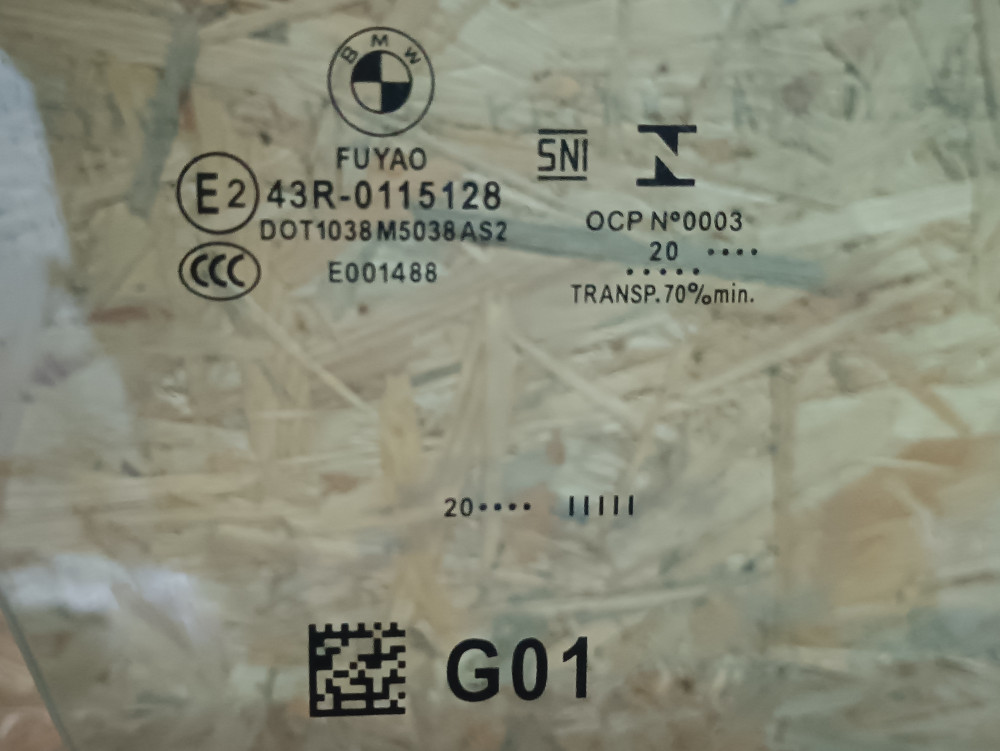 BMW
FUYAO
E2 43R-0115128
DOT1038 M5038 AS2
CCC E001488
SNI
OCP Nº0003
20 ····
·····
TRANSP.70%min.
20···· IIIII
G01